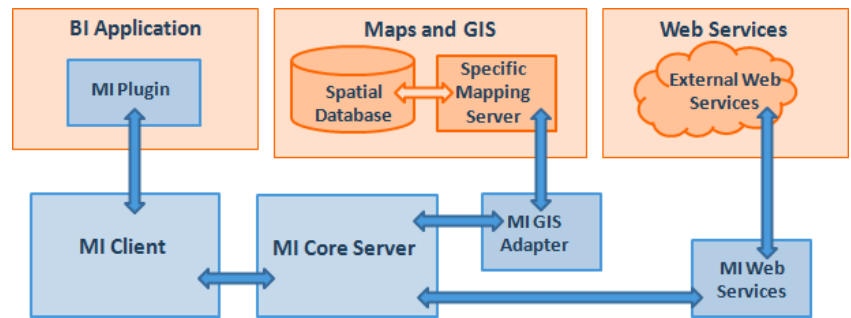 BI Application
MI Plugin
Maps and GIS
Spatial
Database
Specific
Mapping
Server
Web Services
External Web
Services
MI Client
MI Core Server
MI GIS
Adapter
MI Web
Services